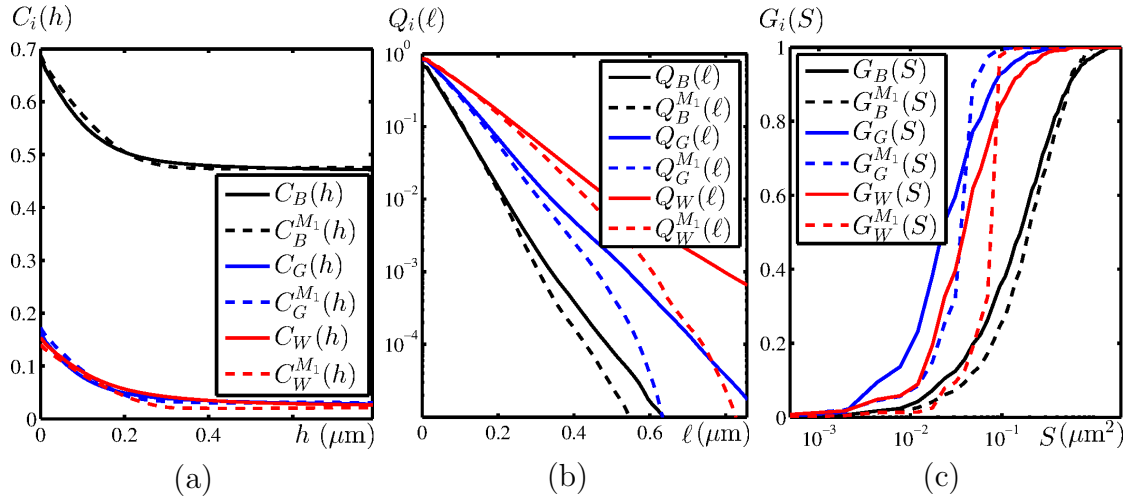 C_i(h)
0.7
0.6
0.5
0.4
0.3
0.2
0.1
0
0
0.2
0.4
0.6
h (μm)
C_B(h)
C_B^{M_1}(h)
C_G(h)
C_G^{M_1}(h)
C_W(h)
C_W^{M_1}(h)
(a)
Q_i(ℓ)
10^0
10^{-1}
10^{-2}
10^{-3}
10^{-4}
0
0.2
0.4
0.6
ℓ (μm)
Q_B(ℓ)
Q_B^{M_1}(ℓ)
Q_G(ℓ)
Q_G^{M_1}(ℓ)
Q_W(ℓ)
Q_W^{M_1}(ℓ)
(b)
G_i(S)
1
0.8
0.6
0.4
0.2
0
10^{-3}
10^{-2}
10^{-1}
S(μm^2)
G_B(S)
G_B^{M_1}(S)
G_G(S)
G_G^{M_1}(S)
G_W(S)
G_W^{M_1}(S)
(c)